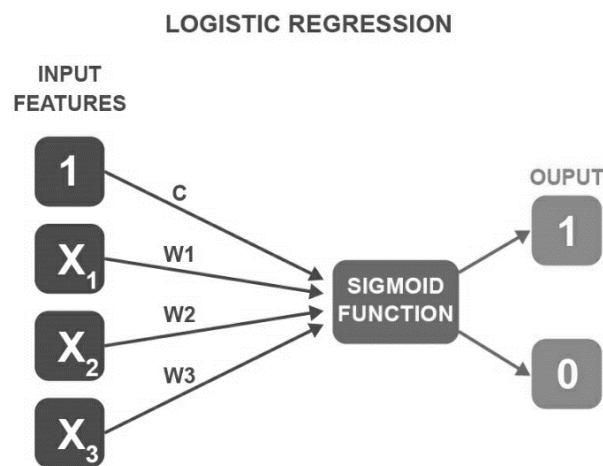 LOGISTIC REGRESSION
INPUT
FEATURES
1
C
X₁
W1
X₂
W2
X₃
W3
SIGMOID
FUNCTION
OUPUT
1
0